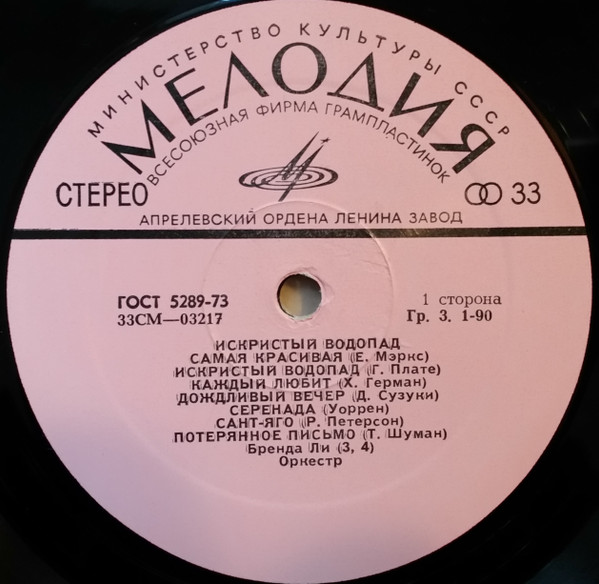 МИНИСТЕРСТВО КУЛЬТУРЫ СССР
МЕЛОДИЯ
ВСЕСОЮЗНАЯ ФИРМА ГРАМПЛАСТИНОК
СТЕРЕО 33
АПРЕЛЕВСКИЙ ОРДЕНА ЛЕНИНА ЗАВОД
ГОСТ 5289-73 1 сторона
33СМ—03217 Гр. 3. 1-90
ИСКРИСТЫЙ ВОДОПАД
САМАЯ КРАСИВАЯ (Е. Мэркс)
ИСКРИСТЫЙ ВОДОПАД (Г. Плате)
КАЖДЫЙ ЛЮБИТ (Х. Герман)
ДОЖДЛИВЫЙ ВЕЧЕР (Д. Сузуки)
СЕРЕНАДА (Уоррен)
САНТ-ЯГО (Р. Петерсон)
ПОТЕРЯННОЕ ПИСЬМО (Т. Шуман)
Бренда Ли (3, 4)
Оркестр